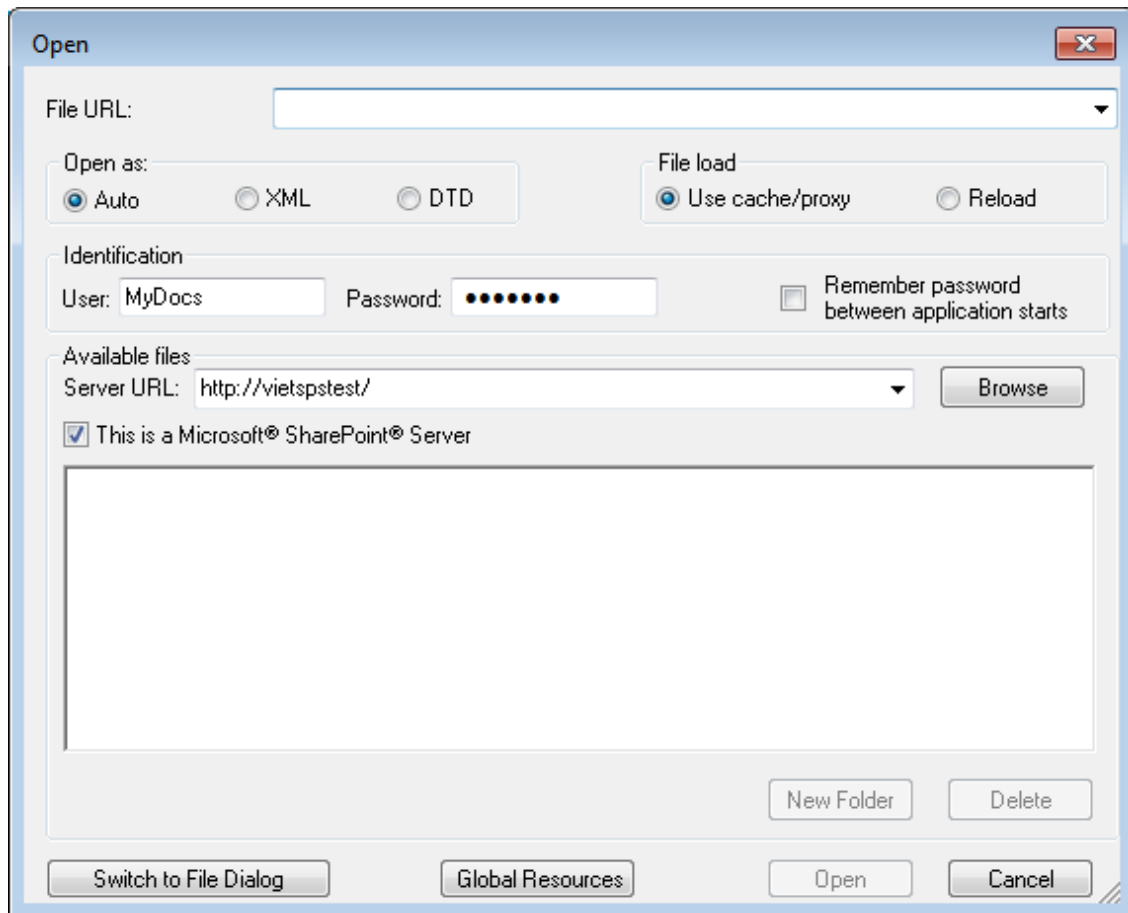 Open
File URL:
Open as:
File load
Auto XML DTD
Use cache/proxy Reload
Identification
User: MyDocs Password: ●●●●●●●
Remember password
between application starts
Available files
Server URL: http://vietspstest/ Browse
This is a Microsoft® SharePoint® Server
New Folder Delete
Switch to File Dialog Global Resources Open Cancel